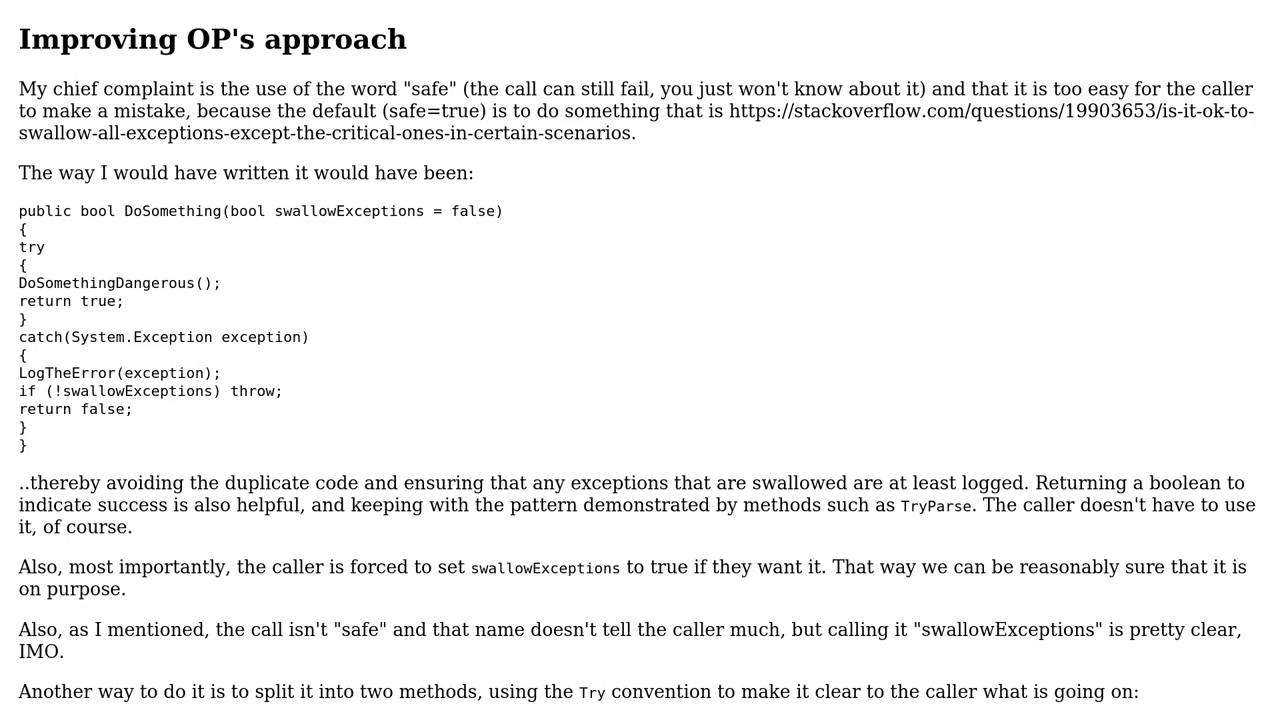 Improving OP's approach
My chief complaint is the use of the word "safe" (the call can still fail, you just won't know about it) and that it is too easy for the caller
to make a mistake, because the default (safe=true) is to do something that is https://stackoverflow.com/questions/19903653/is-it-ok-to-
swallow-all-exceptions-except-the-critical-ones-in-certain-scenarios.
The way I would have written it would have been:
public bool DoSomething(bool swallowExceptions = false)
{
try
{
DoSomethingDangerous();
return true;
}
catch(System.Exception exception)
{
LogTheError(exception);
if (!swallowExceptions) throw;
return false;
}
}
..thereby avoiding the duplicate code and ensuring that any exceptions that are swallowed are at least logged. Returning a boolean to
indicate success is also helpful, and keeping with the pattern demonstrated by methods such as TryParse. The caller doesn't have to use
it, of course.
Also, most importantly, the caller is forced to set swallowExceptions to true if they want it. That way we can be reasonably sure that it is
on purpose.
Also, as I mentioned, the call isn't "safe" and that name doesn't tell the caller much, but calling it "swallowExceptions" is pretty clear,
IMO.
Another way to do it is to split it into two methods, using the Try convention to make it clear to the caller what is going on: